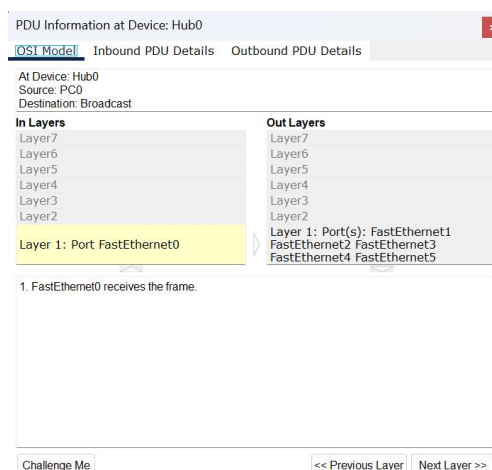 PDU Information at Device: Hub0
OSI Model Inbound PDU Details Outbound PDU Details
At Device: Hub0
Source: PC0
Destination: Broadcast
In Layers
Layer7
Layer6
Layer5
Layer4
Layer3
Layer2
Layer 1: Port FastEthernet0
Out Layers
Layer7
Layer6
Layer5
Layer4
Layer3
Layer2
Layer 1: Port(s): FastEthernet1
FastEthernet2 FastEthernet3
FastEthernet4 FastEthernet5
1. FastEthernet0 receives the frame.
Challenge Me << Previous Layer Next Layer >>